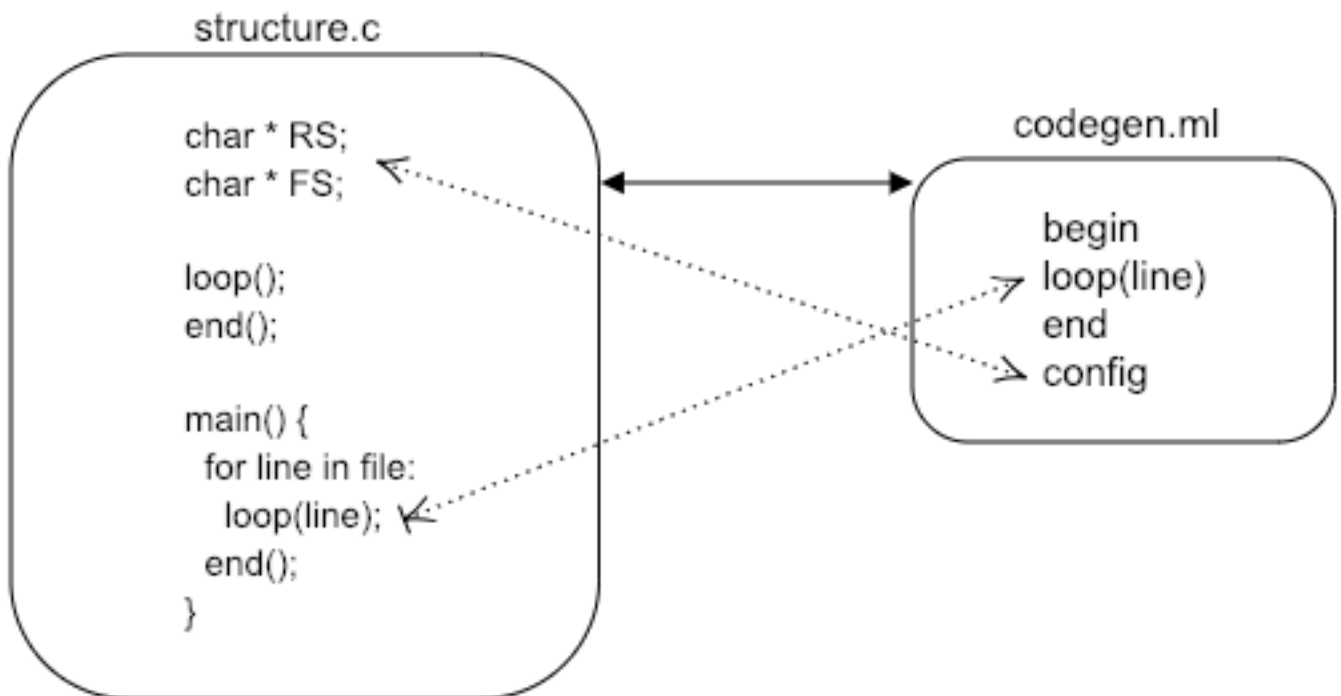 structure.c
char * RS;
char * FS;
loop();
end();
main() {
for line in file:
loop(line);
end();
}
codegen.ml
begin
loop(line)
end
config